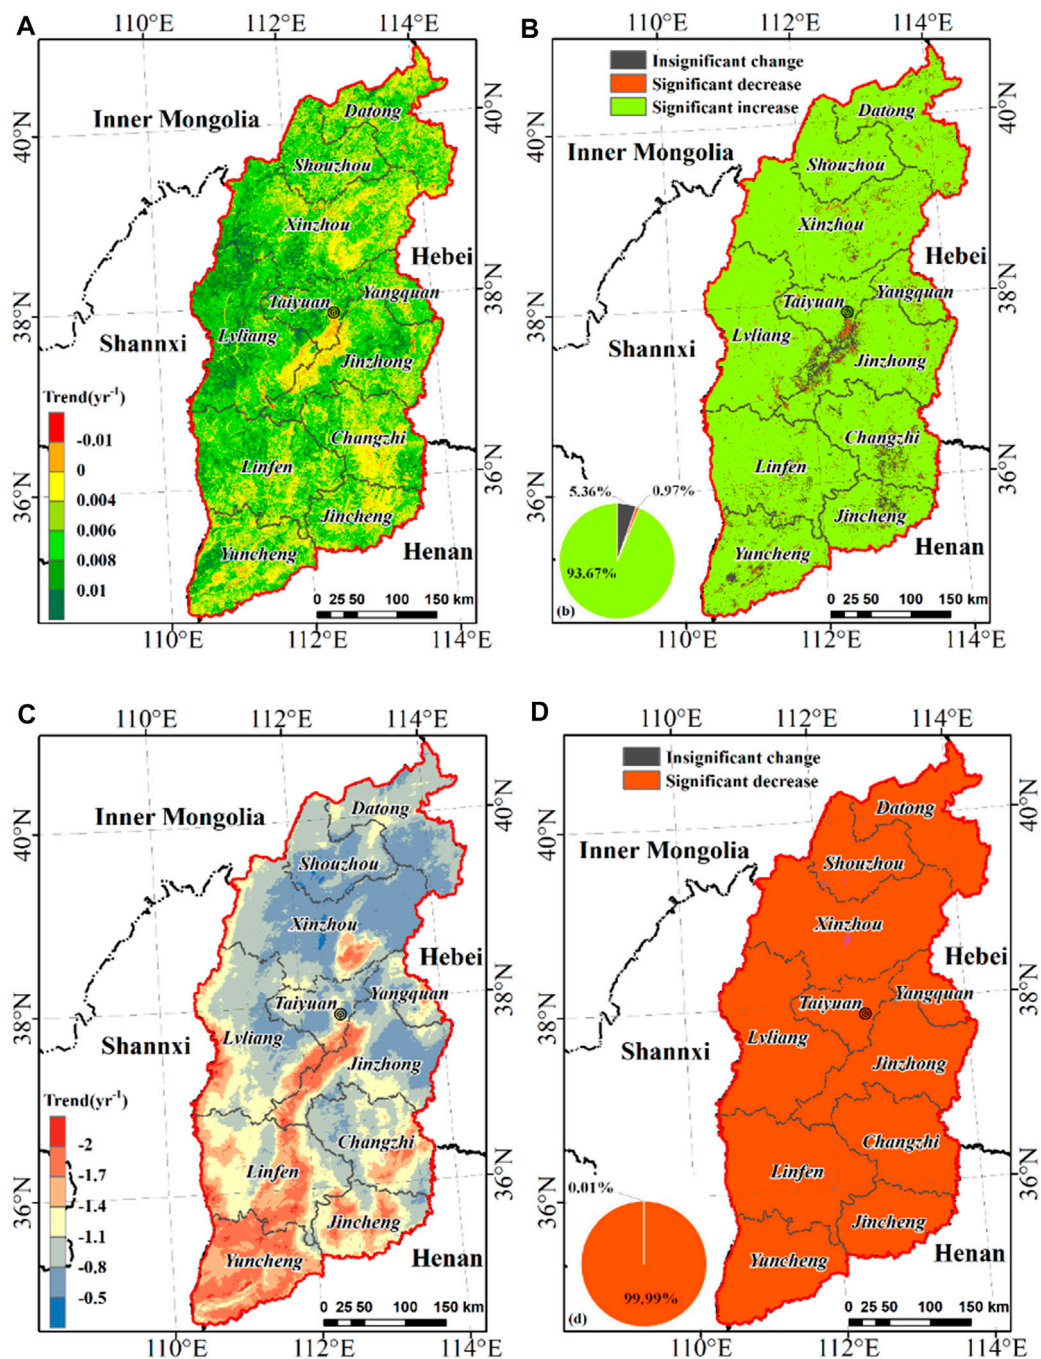 A
110°E
112°E
114°E
40°N
38°N
36°N
40°N
38°N
36°N
Inner Mongolia
Datong
Shouzhou
Xinzhou
Hebei
Taiyuan
Yangquan
Lvliang
Shannxi
Jinzhong
Trend(yr-1)
-0.01
0
0.004
0.006
0.008
0.01
Changzhi
Linfen
Jincheng
Yuncheng
Henan
0 25 50 100 150 km
110°E
112°E
114°E
B
110°E
112°E
114°E
Insignificant change
Significant decrease
Significant increase
40°N
38°N
36°N
40°N
38°N
36°N
Inner Mongolia
Datong
Shouzhou
Xinzhou
Hebei
Taiyuan
Yangquan
Lvliang
Shannxi
Jinzhong
Changzhi
Linfen
5.36%
0.97%
93.67%
Jincheng
Yuncheng
Henan
(b)
0 25 50 100 150 km
110°E
112°E
114°E
C
110°E
112°E
114°E
40°N
38°N
36°N
40°N
38°N
36°N
Inner Mongolia
Datong
Shouzhou
Xinzhou
Hebei
Taiyuan
Yangquan
Lvliang
Shannxi
Jinzhong
Trend(yr-1)
-2
-1.7
-1.4
-1.1
-0.8
-0.5
Changzhi
Linfen
Jincheng
Yuncheng
Henan
0 25 50 100 150 km
110°E
112°E
114°E
D
110°E
112°E
114°E
Insignificant change
Significant decrease
40°N
38°N
36°N
40°N
38°N
36°N
Inner Mongolia
Datong
Shouzhou
Xinzhou
Hebei
Taiyuan
Yangquan
Lvliang
Shannxi
Jinzhong
Changzhi
Linfen
0.01%
99.99%
Jincheng
Yuncheng
Henan
(d)
0 25 50 100 150 km
110°E
112°E
114°E